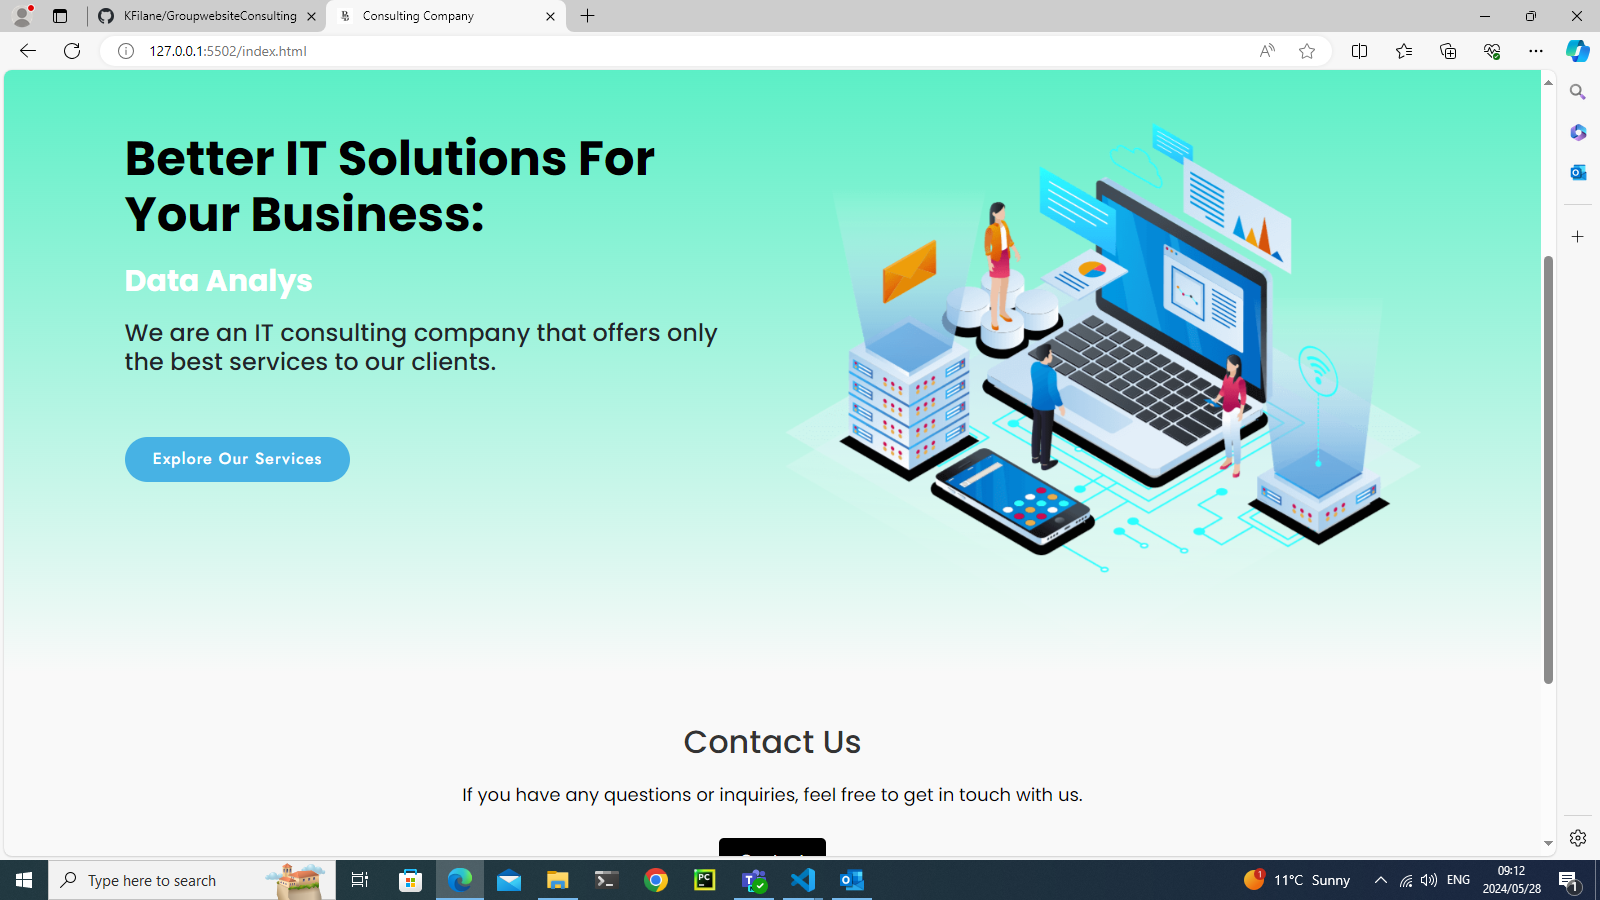 KFilane/GroupwebsiteConsulting
Consulting Company
127.0.0.1:5502/index.html
Better IT Solutions For
Your Business:
Data Analys
We are an IT consulting company that offers only
the best services to our clients.
Explore Our Services
Contact Us
If you have any questions or inquiries, feel free to get in touch with us.
Type here to search
1
11°C Sunny
ENG
09:12
2024/05/28
1